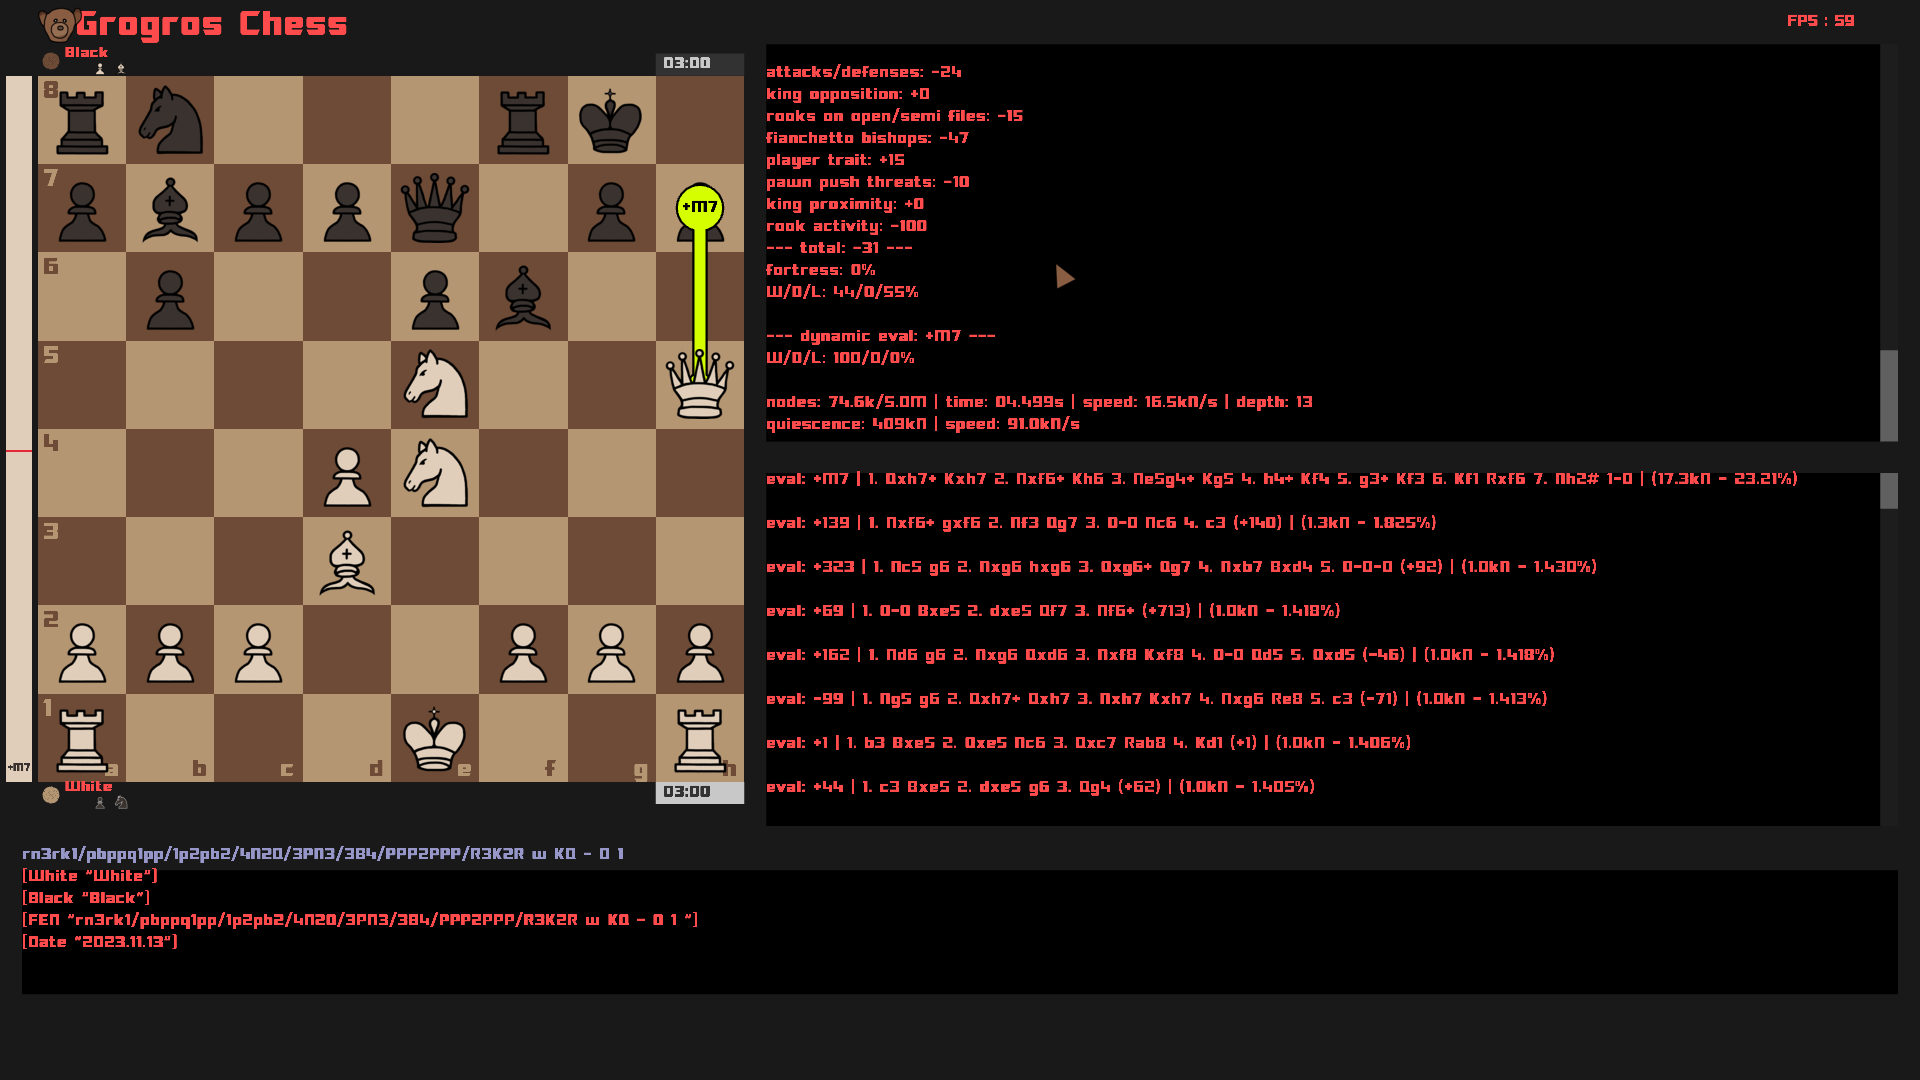 Grogros Chess
FPS : 59
Black
03:00
8
7
6
5
4
3
2
1
a
b
c
d
e
f
g
h
+M7
+M7
White
03:00
attacks/defenses: -24
king opposition: +0
rooks on open/semi files: -15
fianchetto bishops: -47
player trait: +15
pawn push threats: -10
king proximity: +0
rook activity: -100
--- total: -31 ---
fortress: 0%
W/D/L: 44/0/55%
--- dynamic eval: +M7 ---
W/D/L: 100/0/0%
nodes: 74.6k/5.0M | time: 04.499s | speed: 16.5kN/s | depth: 13
quiescence: 409kN | speed: 91.0kN/s
eval: +M7 | 1. Qxh7+ Kxh7 2. Nxf6+ Kh6 3. Ne5g4+ Kg5 4. h4+ Kf4 5. g3+ Kf3 6. Kf1 Rxf6 7. Nh2# 1-0 | (17.3kN - 23.21%)
eval: +139 | 1. Nxf6+ gxf6 2. Nf3 Qg7 3. O-O Nc6 4. c3 (+140) | (1.3kN - 1.825%)
eval: +323 | 1. Nc5 g6 2. Nxg6 hxg6 3. Qxg6+ Qg7 4. Nxb7 Bxd4 5. O-O-O (+92) | (1.0kN - 1.430%)
eval: +69 | 1. O-O Bxe5 2. dxe5 Qf7 3. Nf6+ (+713) | (1.0kN - 1.418%)
eval: +162 | 1. Nd6 g6 2. Nxg6 Qxd6 3. Nxf8 Kxf8 4. O-O Qd5 5. Qxd5 (-46) | (1.0kN - 1.418%)
eval: -99 | 1. Ng5 g6 2. Qxh7+ Qxh7 3. Nxh7 Kxh7 4. Nxg6 Re8 5. c3 (-71) | (1.0kN - 1.413%)
eval: +1 | 1. b3 Bxe5 2. Qxe5 Nc6 3. Qxc7 Rab8 4. Kd1 (+1) | (1.0kN - 1.406%)
eval: +44 | 1. c3 Bxe5 2. dxe5 g6 3. Qg4 (+62) | (1.0kN - 1.405%)
rn3rk1/pbppq1pp/1p2pb2/4N2Q/3PN3/3B4/PPP2PPP/R3K2R w KQ - 0 1
[White "White"]
[Black "Black"]
[FEN "rn3rk1/pbppq1pp/1p2pb2/4N2Q/3PN3/3B4/PPP2PPP/R3K2R w KQ - 0 1 "]
[Date "2023.11.13"]